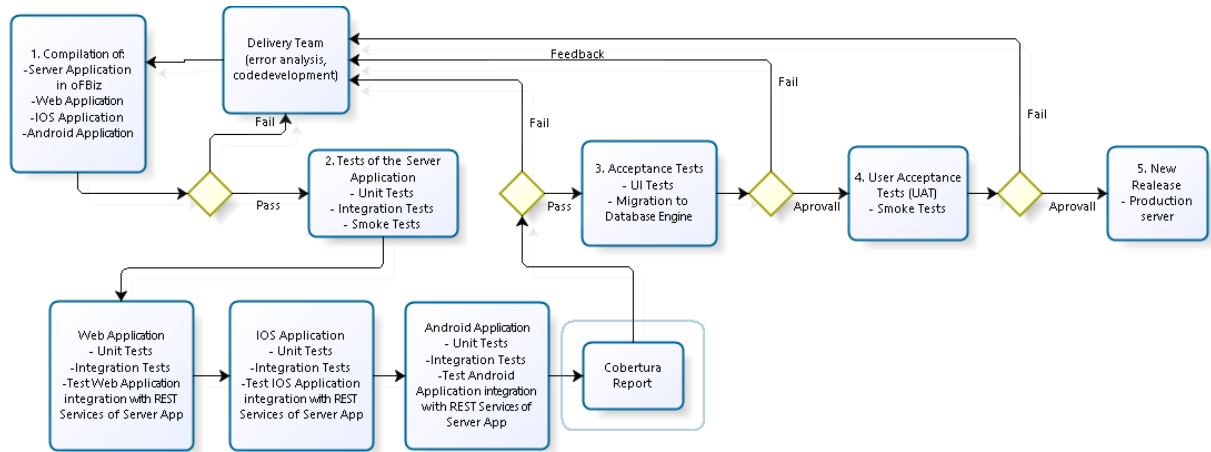 1. Compilation of:
-Server Application
in oFBiz
-Web Application
-IOS Application
-Android Application
Delivery Team
(error analysis,
codedevelopment)
Feedback
Fail
Fail
Fail
Fail
Pass
2. Tests of the Server
Application
- Unit Tests
- Integration Tests
- Smoke Tests
Pass
3. Acceptance Tests
- UI Tests
- Migration to
Database Engine
Aprovall
4. User Acceptance
Tests (UAT)
- Smoke Tests
Aprovall
5. New
Realease
- Production
server
Web Application
- Unit Tests
-Integration Tests
-Test Web Application
integration with REST
Services of Server App
IOS Application
- Unit Tests
-Integration Tests
-Test IOS Application
integration with REST
Services of Server App
Android Application
- Unit Tests
-Integration Tests
-Test Android
Application integration
with REST Services of
Server App
Cobertura
Report